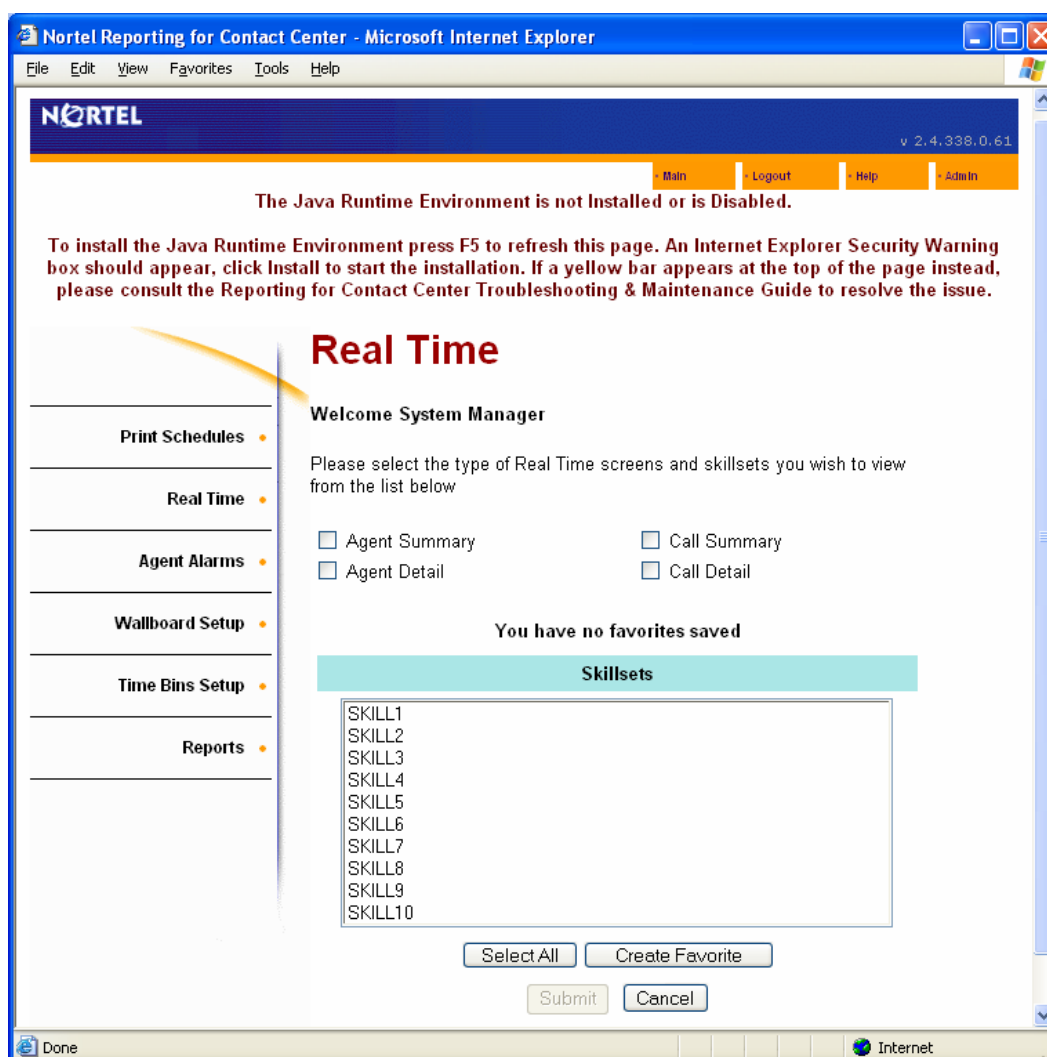 Nortel Reporting for Contact Center - Microsoft Internet Explorer
File Edit View Favorites Tools Help
NORTEL
v 2.4.338.0.61
Main Logout Help Admin
The Java Runtime Environment is not Installed or is Disabled.
To install the Java Runtime Environment press F5 to refresh this page. An Internet Explorer Security Warning
box should appear, click Install to start the installation. If a yellow bar appears at the top of the page instead,
please consult the Reporting for Contact Center Troubleshooting & Maintenance Guide to resolve the issue.
Real Time
Welcome System Manager
Print Schedules
Real Time
Agent Alarms
Wallboard Setup
Time Bins Setup
Reports
Please select the type of Real Time screens and skillsets you wish to view
from the list below
Agent Summary Call Summary
Agent Detail Call Detail
You have no favorites saved
Skillsets
SKILL1
SKILL2
SKILL3
SKILL4
SKILL5
SKILL6
SKILL7
SKILL8
SKILL9
SKILL10
Select All Create Favorite
Submit Cancel
Done Internet